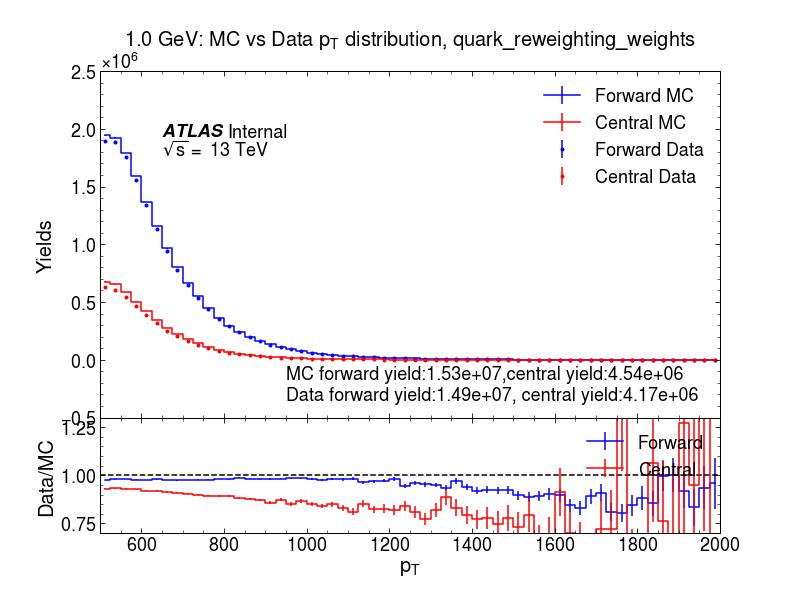 1.0 GeV: MC vs Data p_T distribution, quark_reweighting_weights
×10⁶
2.5
2.0
1.5
1.0
0.5
0.0
0.5
Yields
ATLAS Internal
√s = 13 TeV
Forward MC
Central MC
Forward Data
Central Data
MC forward yield:1.53e+07,central yield:4.54e+06
Data forward yield:1.49e+07, central yield:4.17e+06
1.25
1.00
0.75
Data/MC
Forward
Central
600 800 1000 1200 1400 1600 1800 2000
p_T